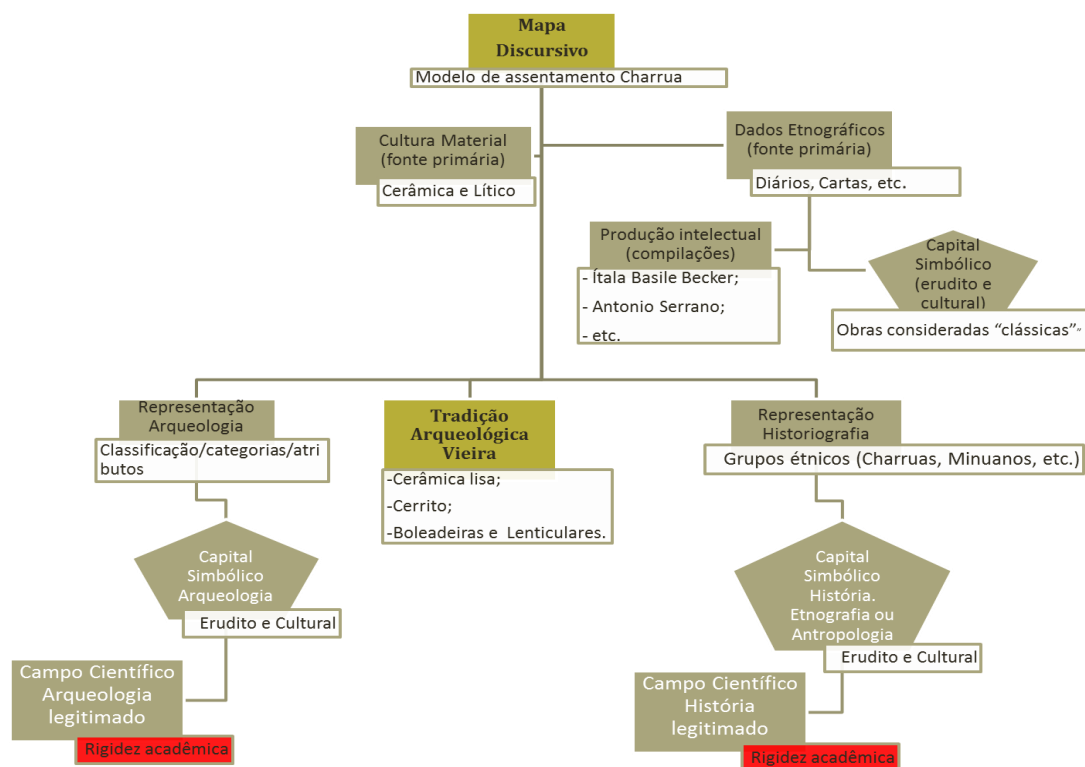 Mapa
Discursivo
Modelo de assentamento Charrua
Cultura Material
(fonte primária)
Cerâmica e Lítico
Dados Etnográficos
(fonte primária)
Diários, Cartas, etc.
Produção intelectual
(compilações)
- Ítala Basile Becker;
- Antonio Serrano;
- etc.
Capital
Simbólico
(erudito e
cultural)
Obras consideradas “clássicas”
Representação
Arqueologia
Classificação/categorias/atri
butos
Capital
Simbólico
Arqueologia
Erudito e Cultural
Campo Científico
Arqueologia
legitimado
Rigidez acadêmica
Tradição
Arqueológica
Vieira
-Cerâmica lisa;
-Cerrito;
-Boleadeiras e Lenticulares.
Representação
Historiografia
Grupos étnicos (Charruas, Minuanos, etc.)
Capital
Simbólico
História.
Etnografia ou
Antropologia
Erudito e Cultural
Campo Científico
História
legitimado
Rigidez acadêmica